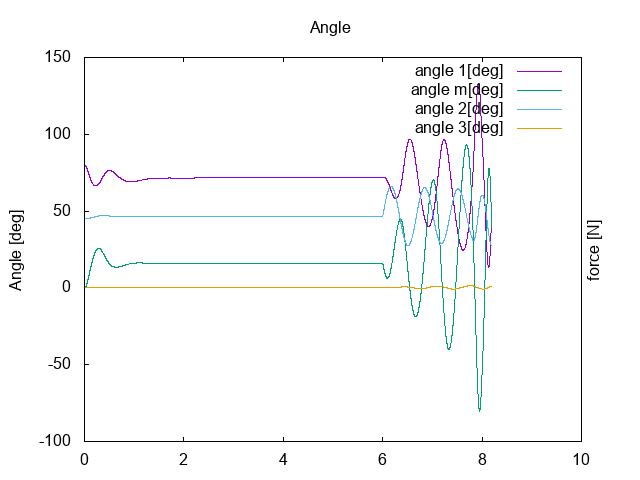 Angle
150
100
50
0
-50
-100
0 2 4 6 8 10
Angle [deg]
force [N]
angle 1[deg]
angle m[deg]
angle 2[deg]
angle 3[deg]